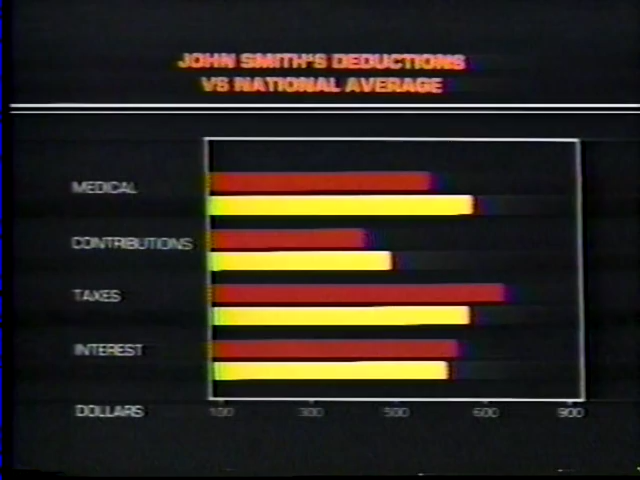 JOHN SMITH'S DEDUCTIONS
VS NATIONAL AVERAGE
MEDICAL
CONTRIBUTIONS
TAXES
INTEREST
DOLLARS 100 300 500 600 900